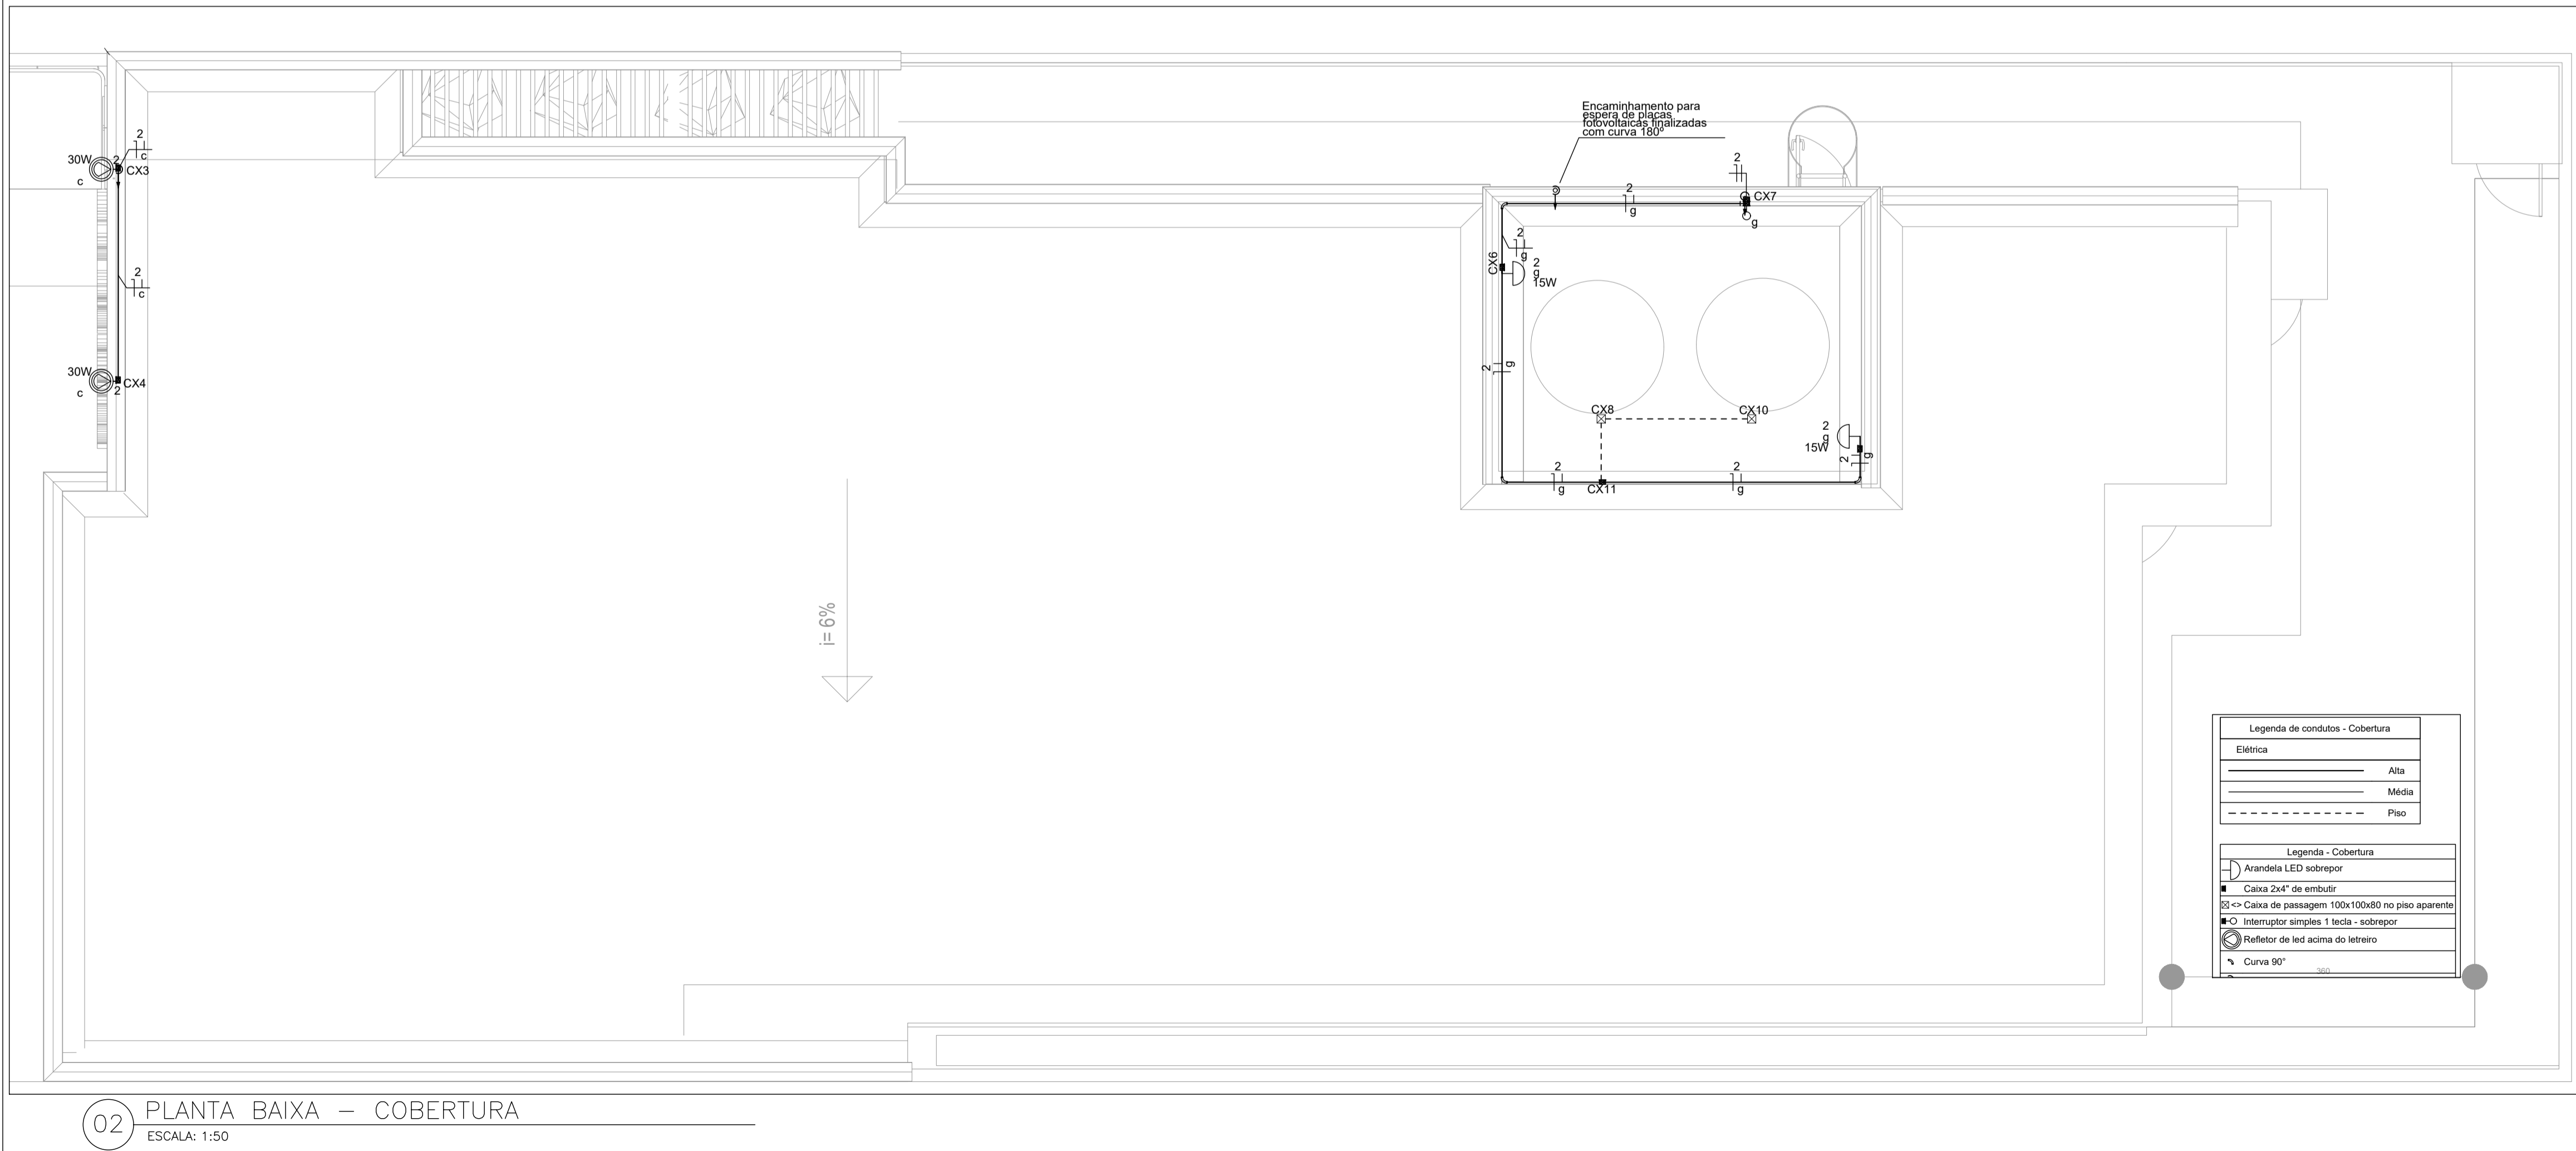 Encaminhamento para
espera de placas
fotovoltaicas finalizadas
com curva 180º
2
c
30W
2
CX3
c
2
c
30W
CX4
c
2
2
CX7
g
2
g
2
g
CX6
2
g
15W
2
g
CX8
CX10
2
g
15W
2
g
2
g
CX11
2
g
i= 6%
Legenda de condutos - Cobertura
Elétrica
Alta
Média
Piso
Legenda - Cobertura
Arandela LED sobrepor
Caixa 2x4" de embutir
<> Caixa de passagem 100x100x80 no piso aparente
Interruptor simples 1 tecla - sobrepor
Refletor de led acima do letreiro
Curva 90°
360
02
PLANTA BAIXA - COBERTURA
ESCALA: 1:50